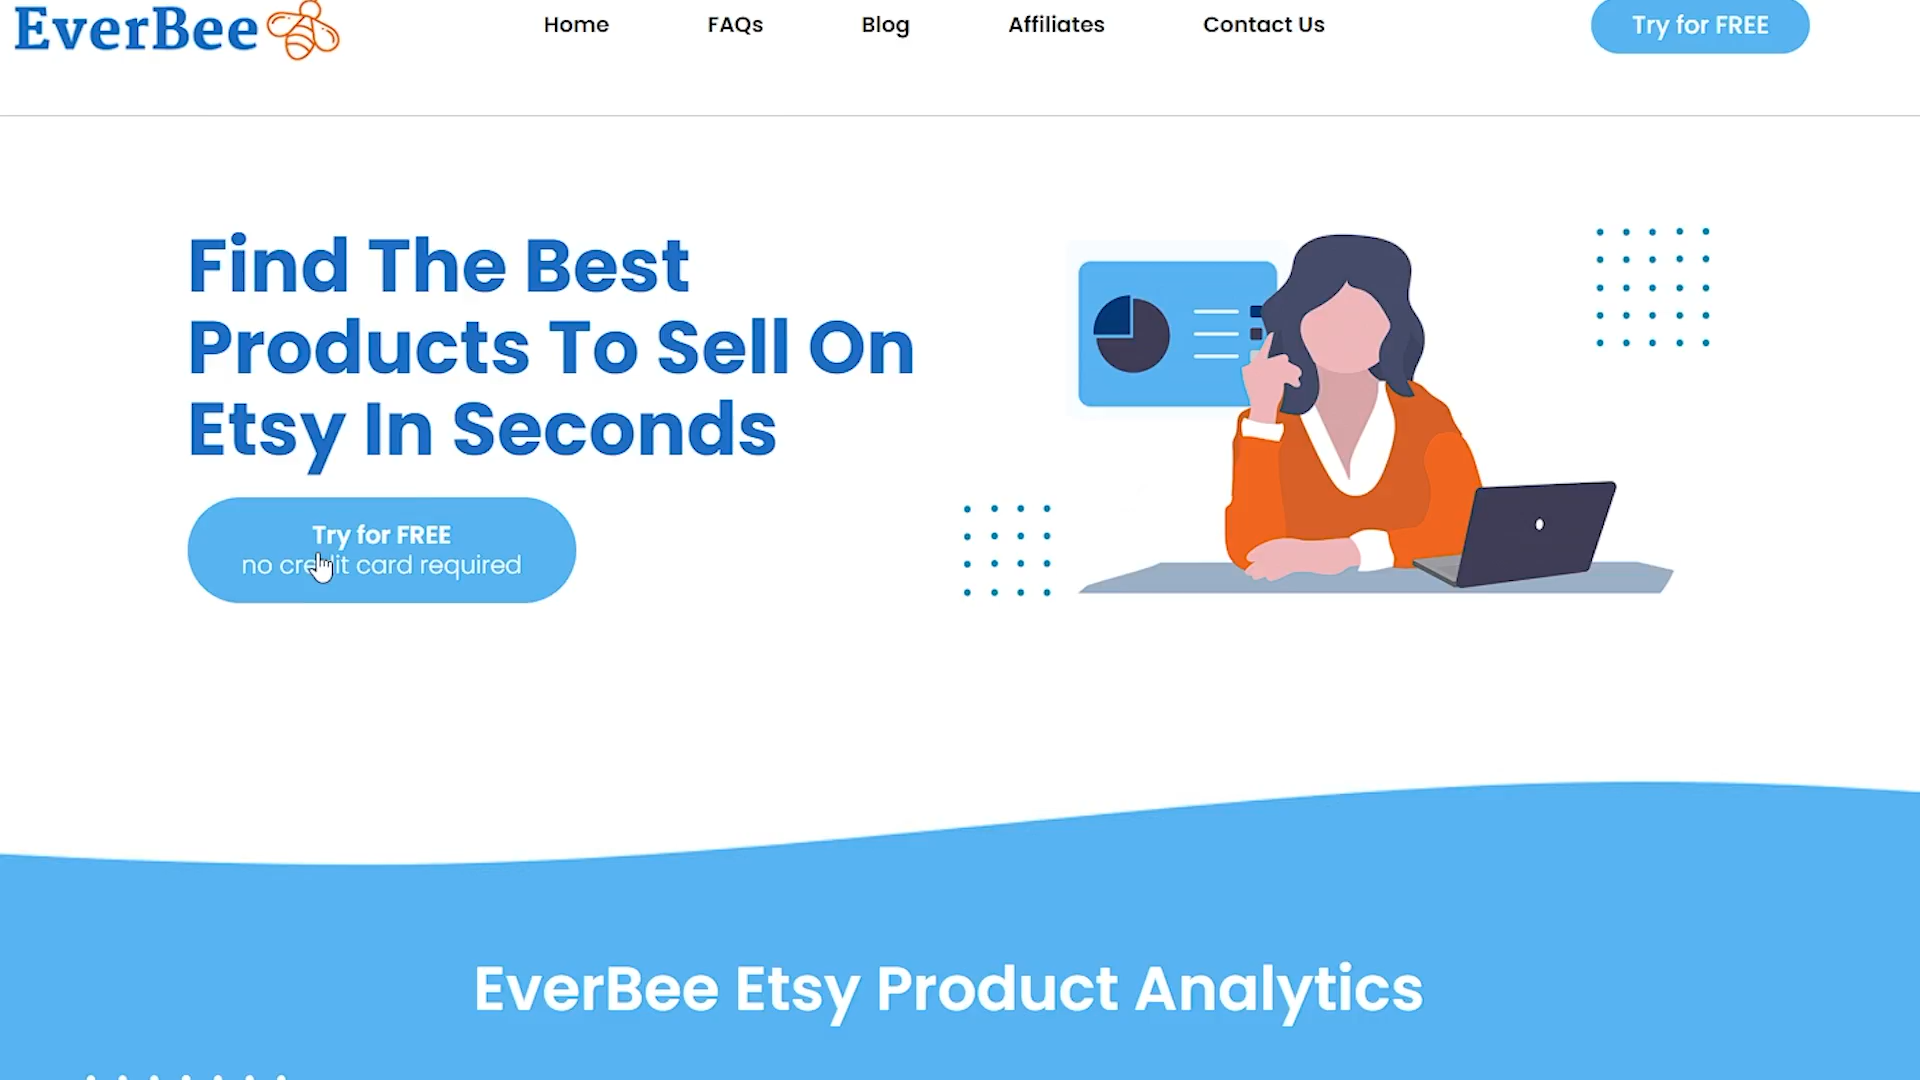 EverBee
Home
FAQs
Blog
Affiliates
Contact Us
Try for FREE
Find The Best
Products To Sell On
Etsy In Seconds
Try for FREE
no credit card required
EverBee Etsy Product Analytics